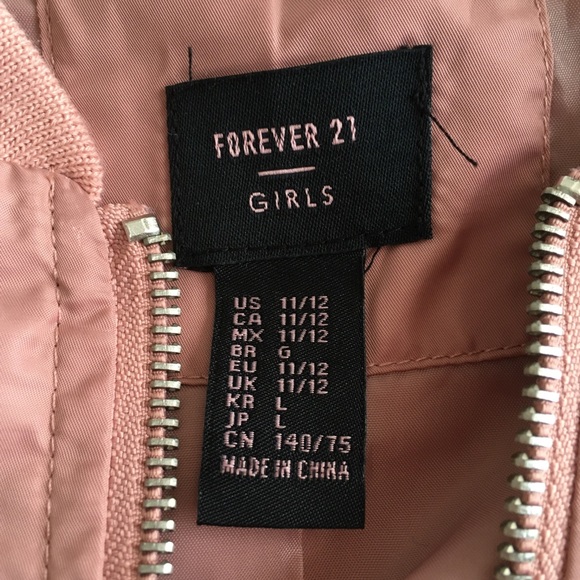 FOREVER 21
GIRLS
US 11/12
CA 11/12
MX 11/12
BR G
EU 11/12
UK 11/12
KR L
JP L
CN 140/75
MADE IN CHINA